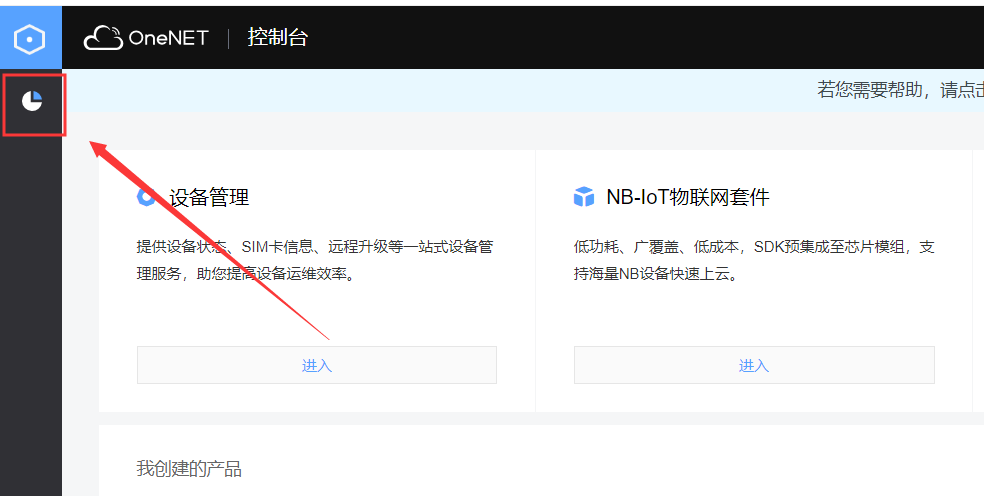 OneNET 控制台
若您需要帮助，请点击
设备管理
提供设备状态、SIM卡信息、远程升级等一站式设备管
理服务，助您提高设备运维效率。
进入
NB-IoT物联网套件
低功耗、广覆盖、低成本，SDK预集成至芯片模组，支
持海量NB设备快速上云。
进入
我创建的产品